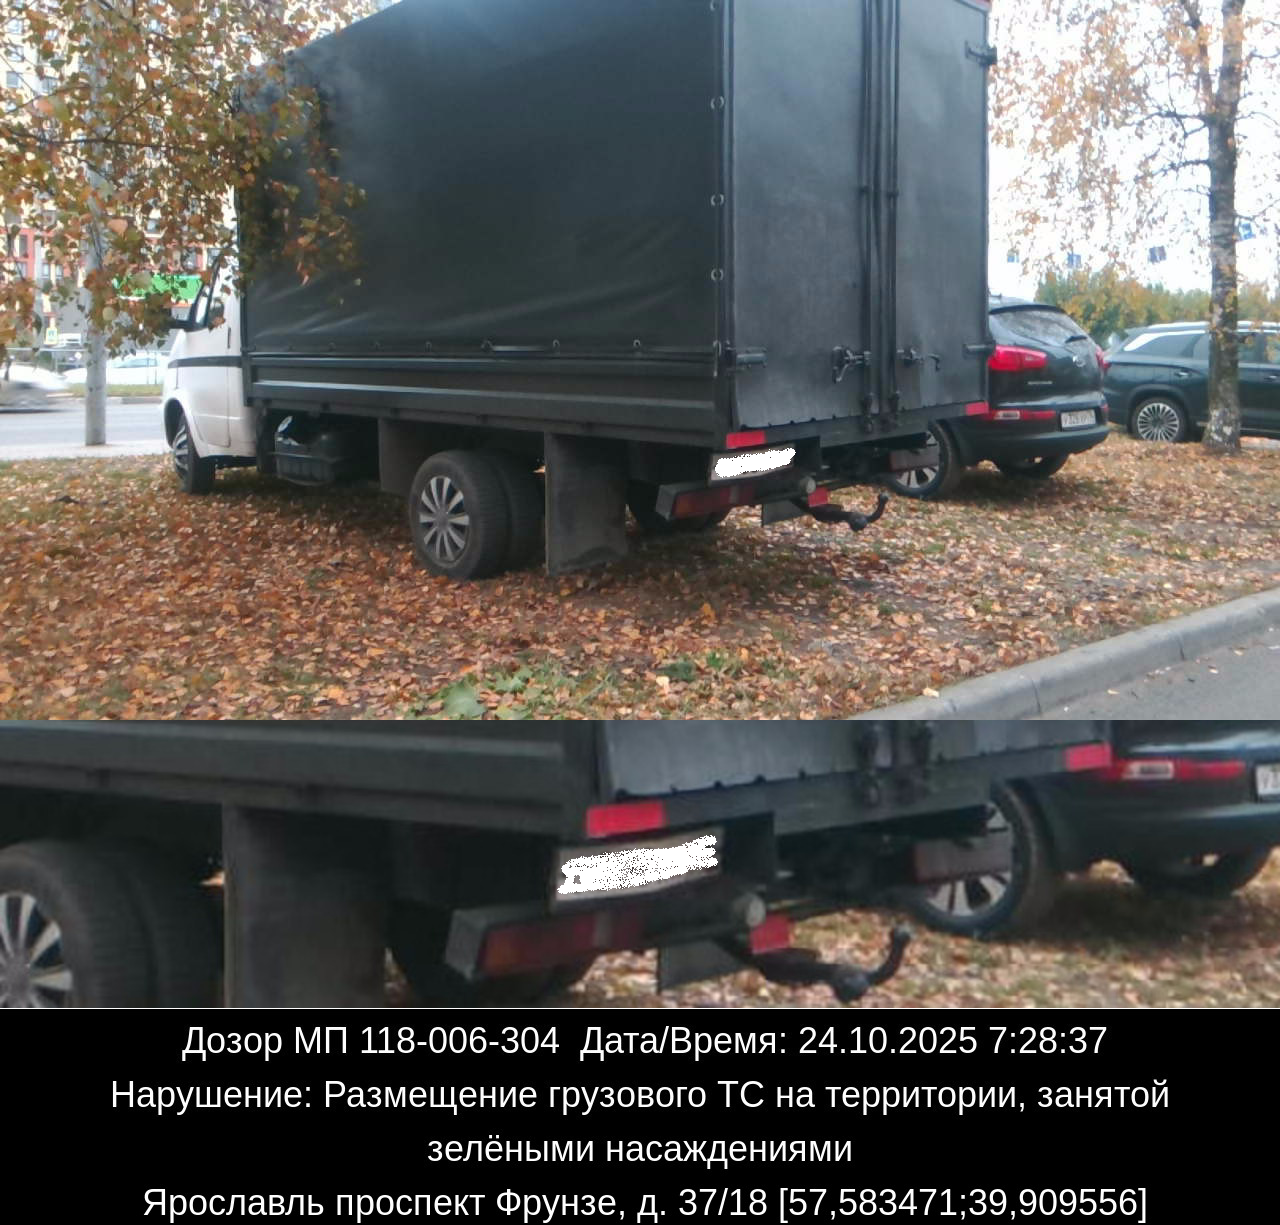 Дозор МП 118-006-304  Дата/Время: 24.10.2025 7:28:37
Нарушение: Размещение грузового ТС на территории, занятой
зелёными насаждениями
Ярославль проспект Фрунзе, д. 37/18 [57,583471;39,909556]